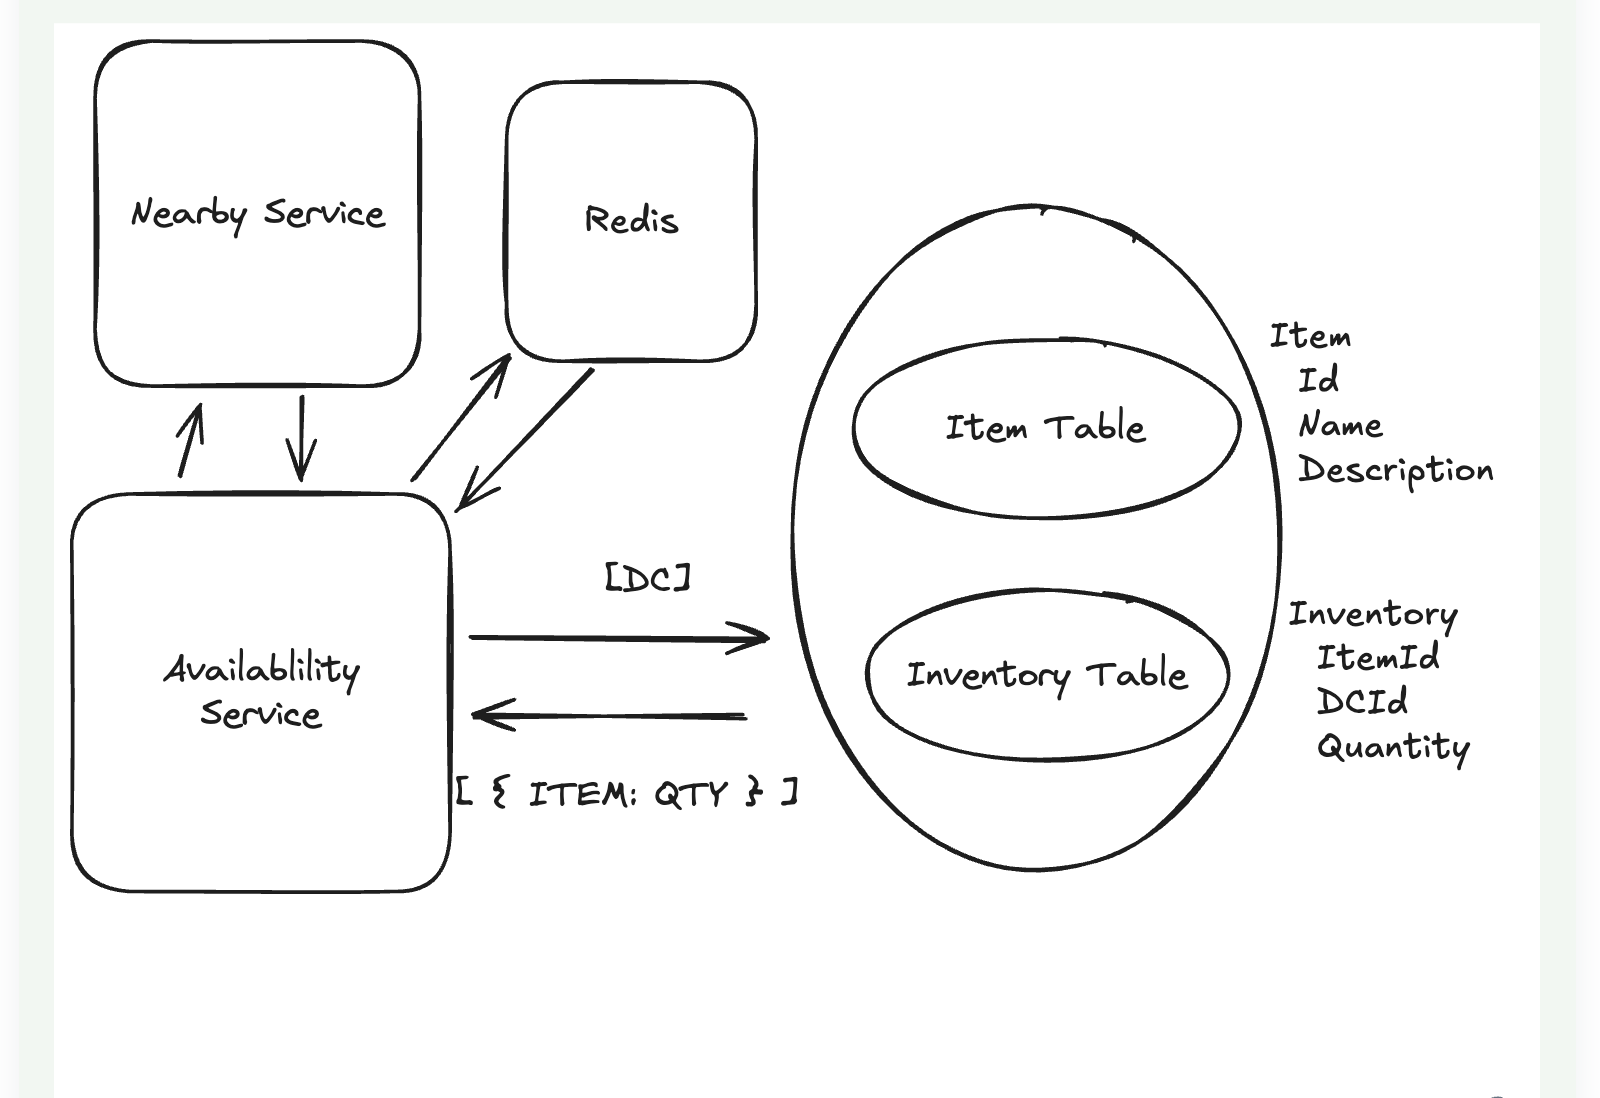 Nearby Service
Redis
Item
Id
Name
Description
Item Table
[DC]
Inventory
ItemId
DCId
Quantity
Inventory Table
Availablility
Service
[ { ITEM: QTY } ]